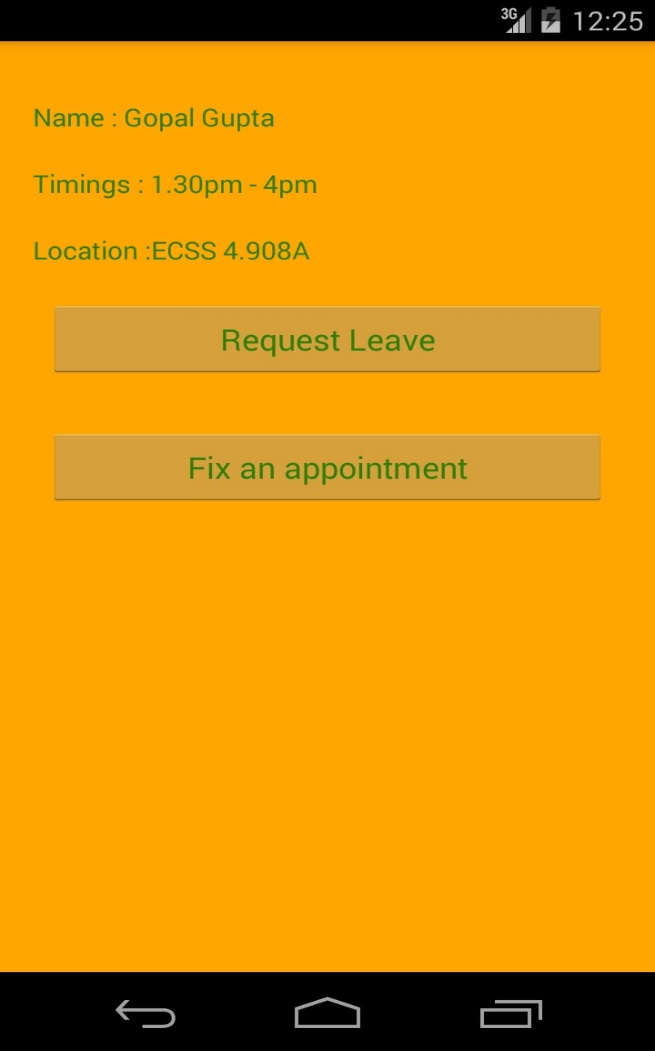 3G 12:25
Name : Gopal Gupta
Timings : 1.30pm - 4pm
Location :ECSS 4.908A
Request Leave
Fix an appointment